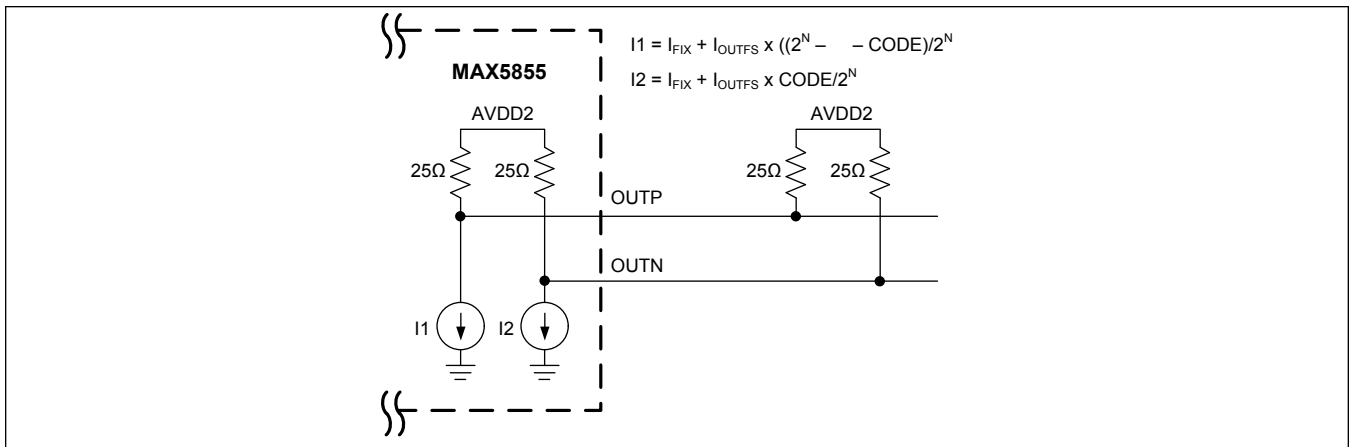 I1 = I_FIX + I_OUTFS x ((2^N – – CODE)/2^N
I2 = I_FIX + I_OUTFS x CODE/2^N
MAX5855
AVDD2
AVDD2
25Ω
25Ω
25Ω
25Ω
OUTP
OUTN
I1
I2